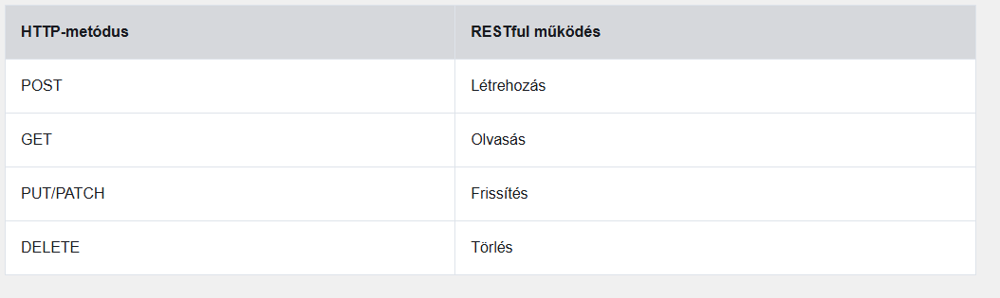 HTTP-metódus RESTful működés
POST Létrehozás
GET Olvasás
PUT/PATCH Frissítés
DELETE Törlés